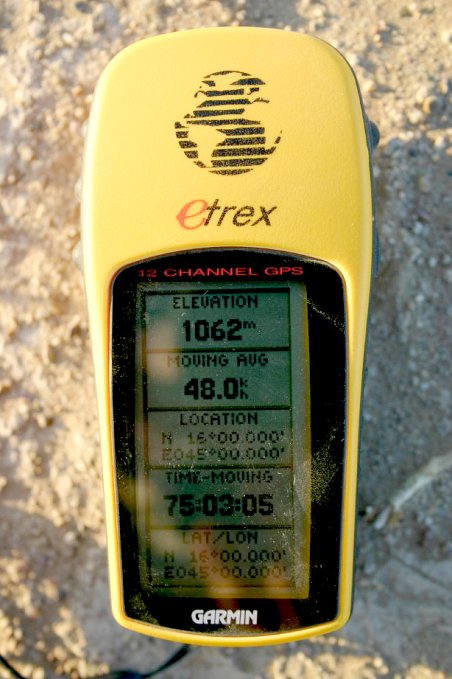 etrex
12 CHANNEL GPS
ELEVATION
1062m
MOVING AVG
48.0kh
LOCATION
N 16°00.000'
E045°00.000'
TIME-MOVING
75:03:05
LAT/LON
N 16°00.000'
E045°00.000'
GARMIN